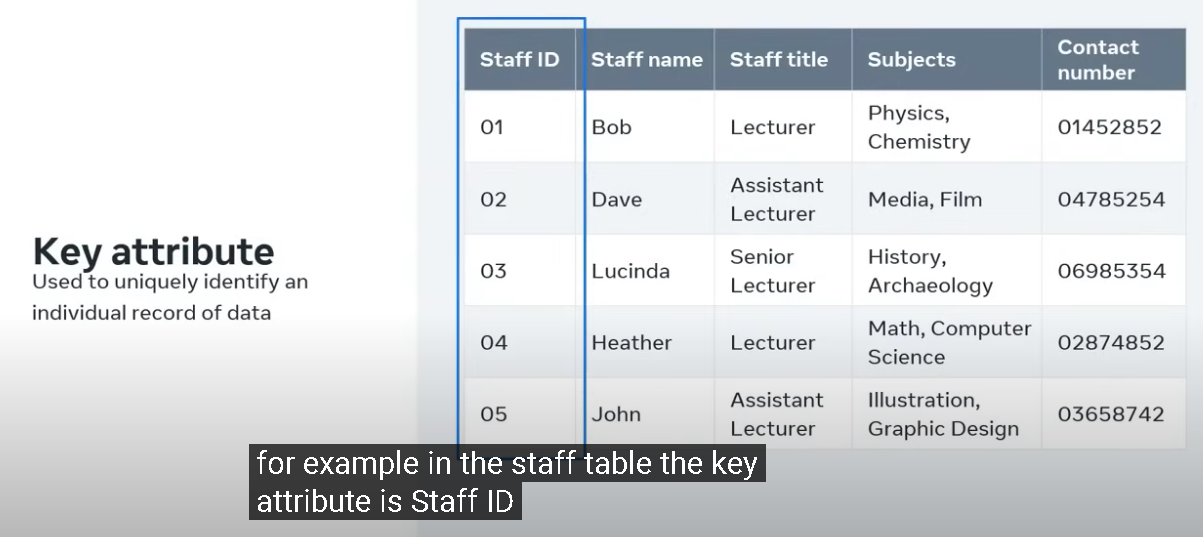 Key attribute
Used to uniquely identify an
individual record of data
Staff ID Staff name Staff title Subjects Contact
number
01 Bob Lecturer Physics,
Chemistry 01452852
02 Dave Assistant
Lecturer Media, Film 04785254
03 Lucinda Senior
Lecturer History,
Archaeology 06985354
04 Heather Lecturer Math, Computer
Science 02874852
05 John Assistant
Lecturer Illustration,
Graphic Design 03658742
for example in the staff table the key
attribute is Staff ID